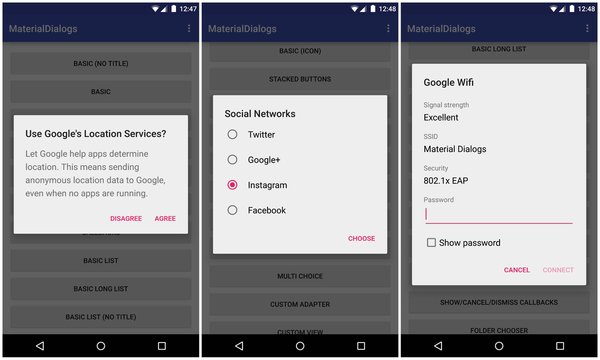 12:47
MaterialDialogs
BASIC (NO TITLE)
BASIC
Use Google's Location Services?
Let Google help apps determine
location. This means sending
anonymous location data to Google,
even when no apps are running.
DISAGREE AGREE
BASIC LIST
BASIC LONG LIST
BASIC LIST (NO TITLE)
12:48
MaterialDialogs
BASIC (ICON)
STACKED BUTTONS
Social Networks
Twitter
Google+
Instagram
Facebook
CHOOSE
MULTI CHOICE
CUSTOM ADAPTER
CUSTOM VIEW
12:48
MaterialDialogs
BASIC LONG LIST
Google Wifi
Signal strength
Excellent
SSID
Material Dialogs
Security
802.1x EAP
Password
Show password
CANCEL CONNECT
SHOW/CANCEL/DISMISS CALLBACKS
FOLDER CHOOSER